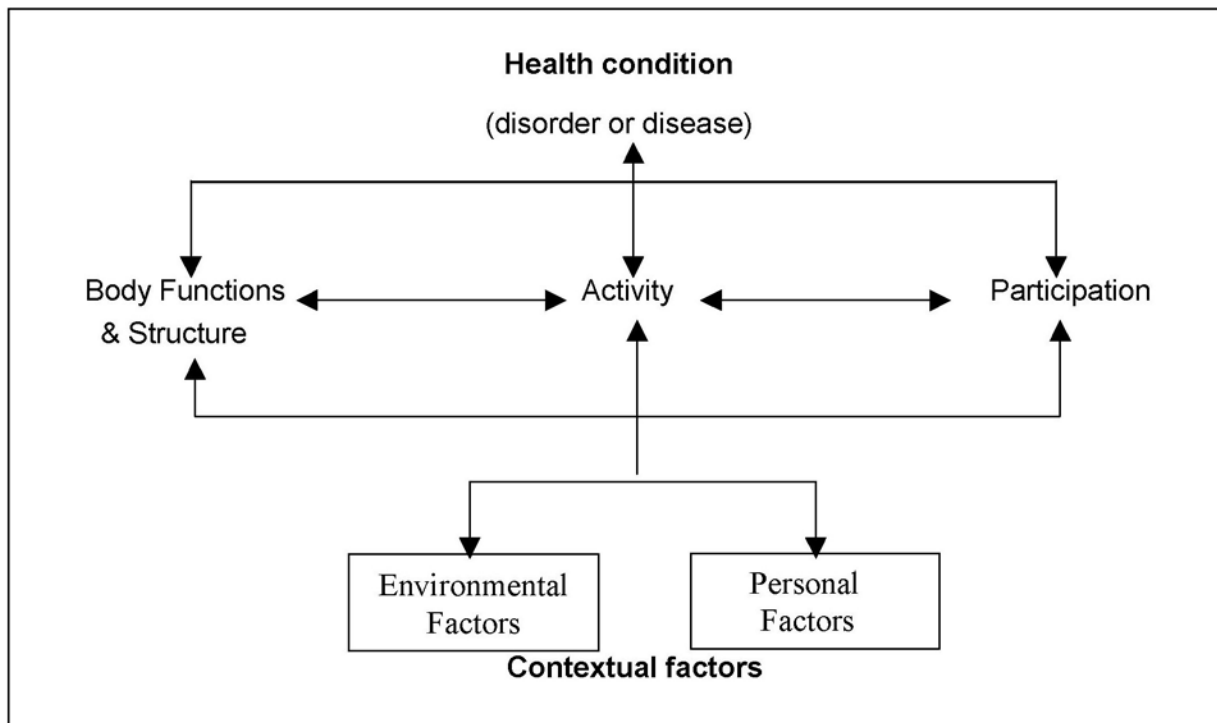 Health condition
(disorder or disease)
Body Functions
& Structure
Activity
Participation
Environmental
Factors
Personal
Factors
Contextual factors